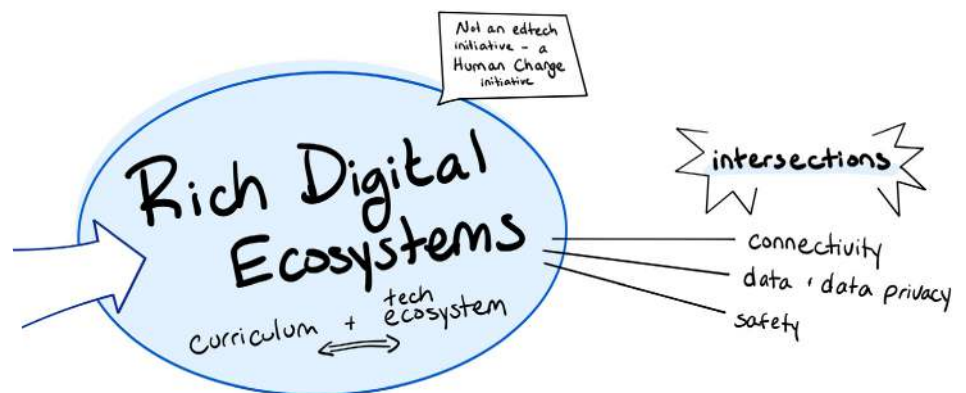 Not an edtech
initiative - a
Human Change
initiative
Rich Digital
Ecosystems
curriculum + tech
ecosystem
intersections
connectivity
data + data privacy
safety